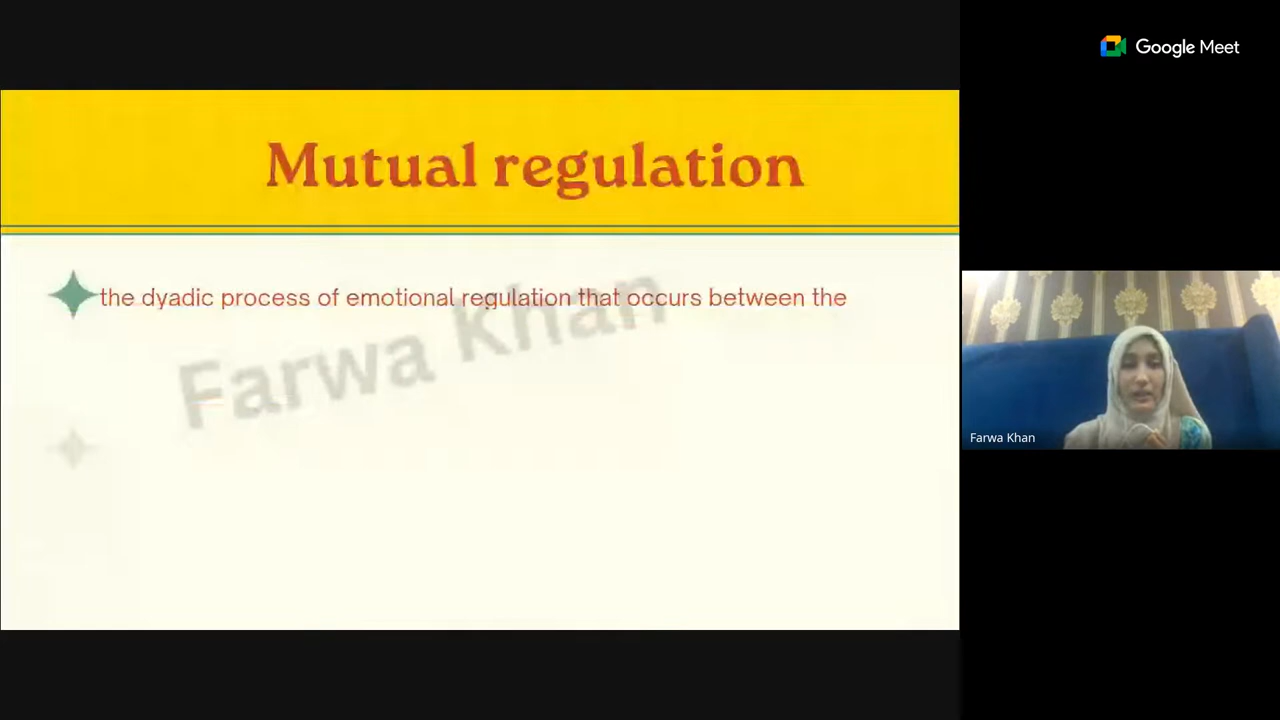 Google Meet
Mutual regulation
the dyadic process of emotional regulation that occurs between the
Farwa Khan
Farwa Khan